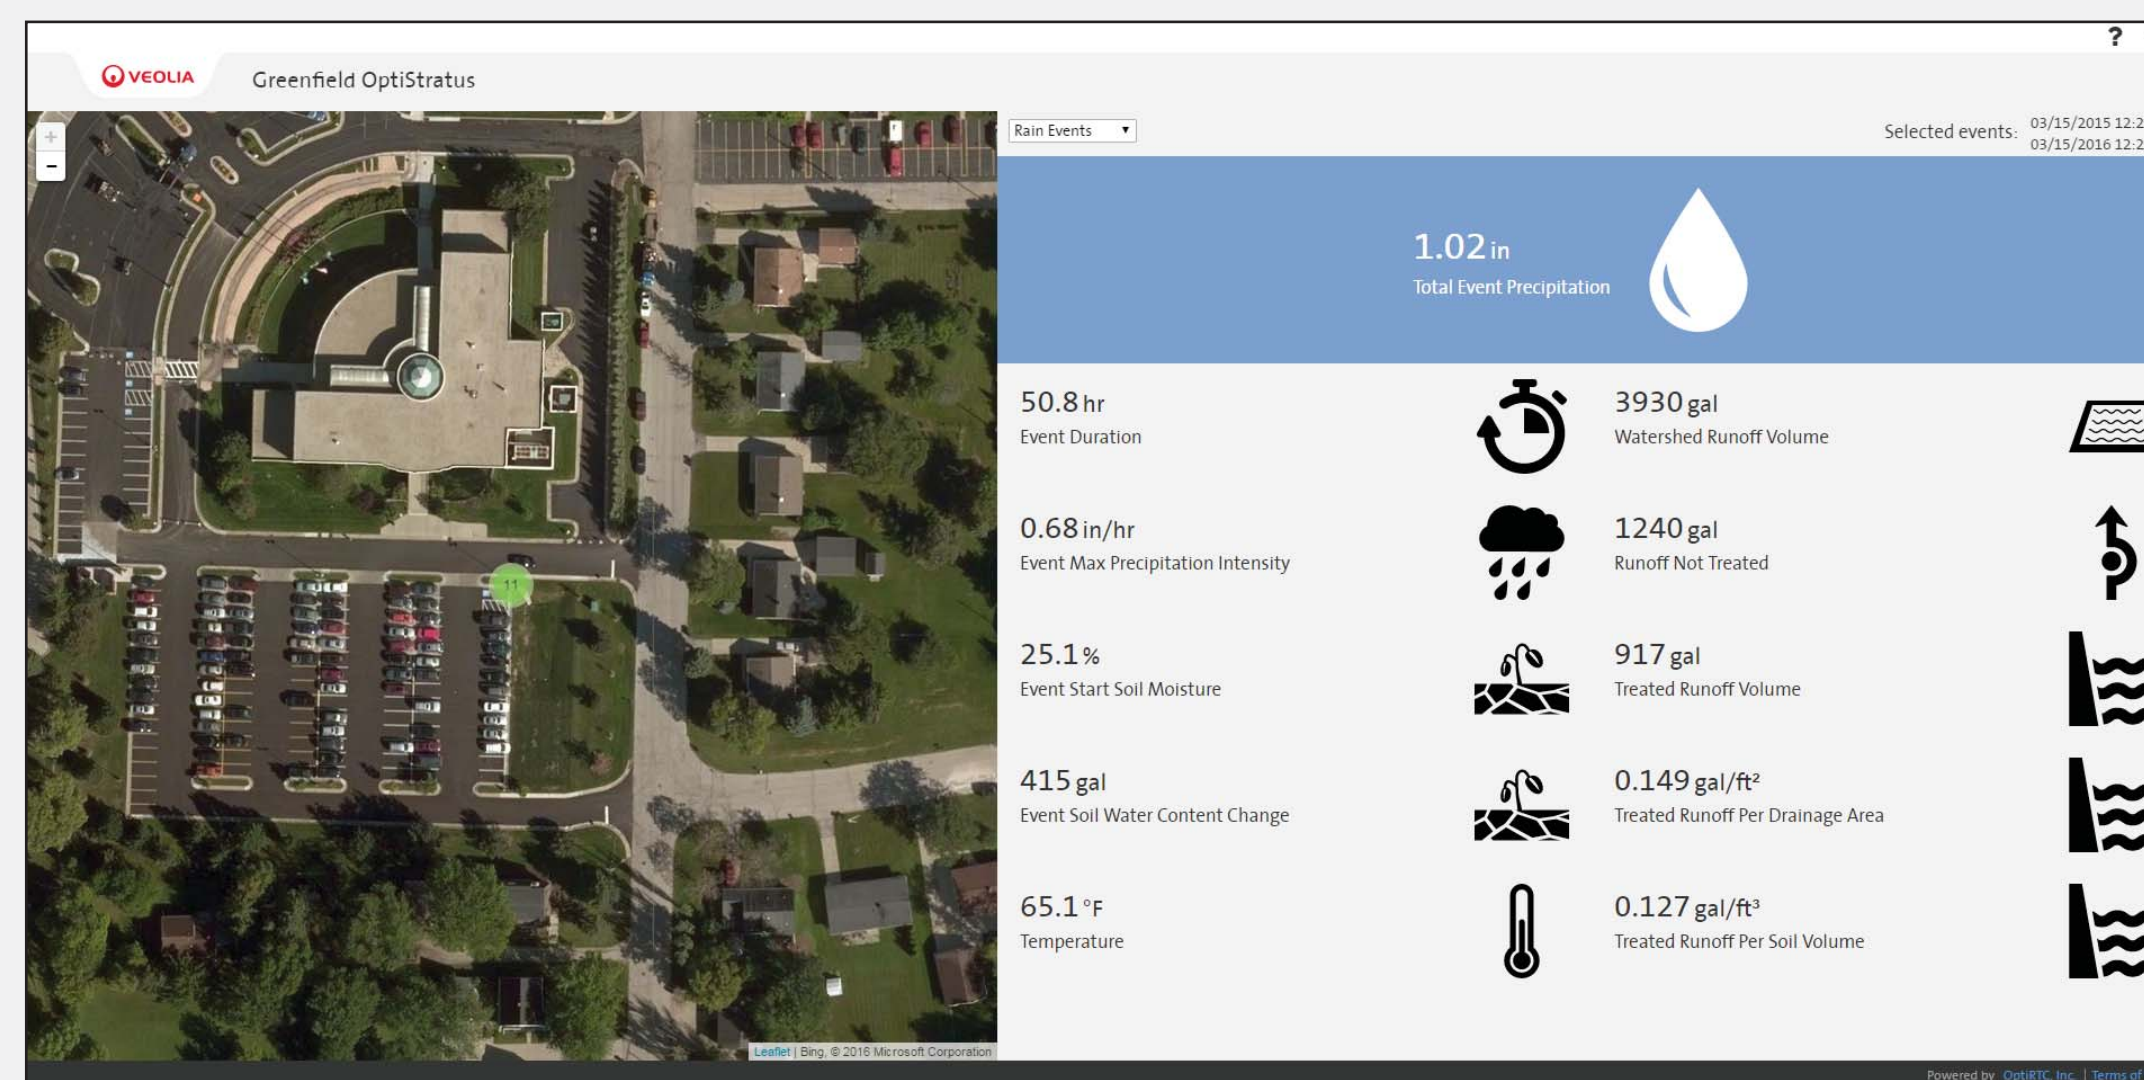 ?
VEOLIA
Greenfield OptiStratus
+
-
Rain Events
Selected events:
03/15/2015 12:2
03/15/2016 12:2
1.02 in
Total Event Precipitation
50.8 hr
Event Duration
3930 gal
Watershed Runoff Volume
0.68 in/hr
Event Max Precipitation Intensity
1240 gal
Runoff Not Treated
25.1 %
Event Start Soil Moisture
917 gal
Treated Runoff Volume
415 gal
Event Soil Water Content Change
0.149 gal/ft²
Treated Runoff Per Drainage Area
65.1 °F
Temperature
0.127 gal/ft³
Treated Runoff Per Soil Volume
11
Leaflet | Bing, © 2016 Microsoft Corporation
Powered by OptiRTC, Inc. | Terms of